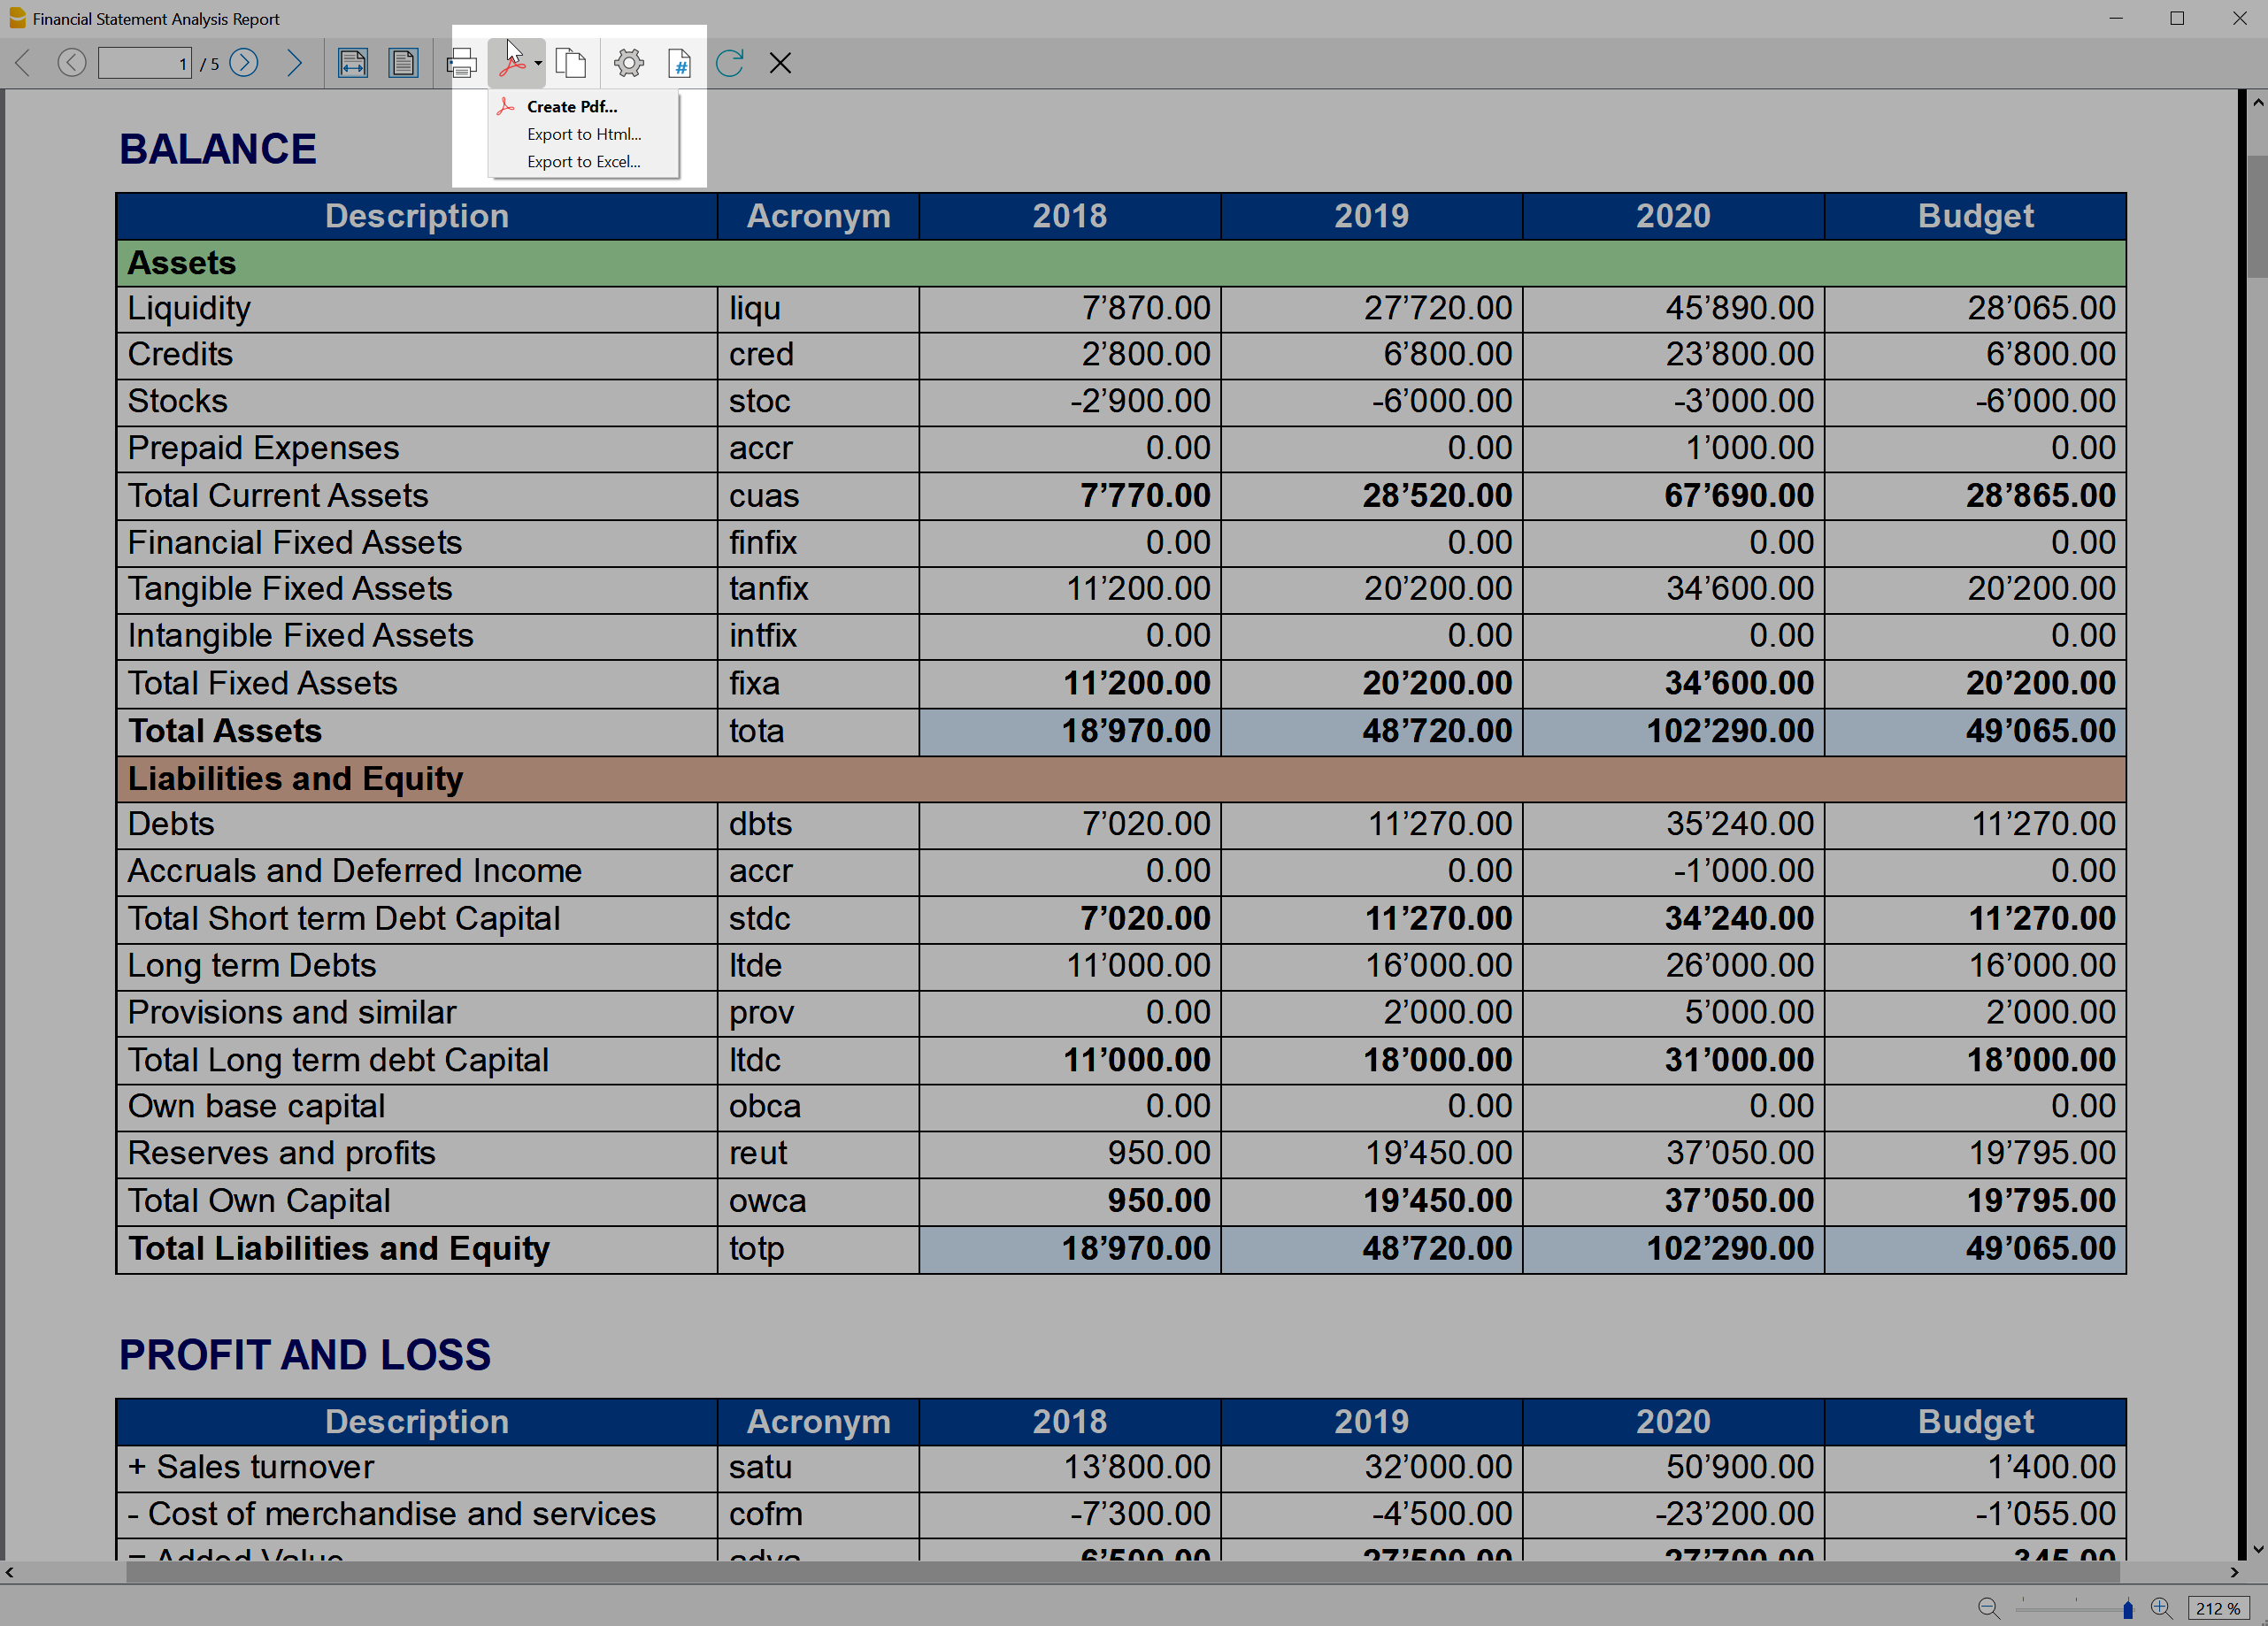 Financial Statement Analysis Report
1 / 5
#
Create Pdf...
Export to Html...
Export to Excel...
BALANCE
Description Acronym 2018 2019 2020 Budget
Assets
Liquidity liqu 7’870.00 27’720.00 45’890.00 28’065.00
Credits cred 2’800.00 6’800.00 23’800.00 6’800.00
Stocks stoc -2’900.00 -6’000.00 -3’000.00 -6’000.00
Prepaid Expenses accr 0.00 0.00 1’000.00 0.00
Total Current Assets cuas 7’770.00 28’520.00 67’690.00 28’865.00
Financial Fixed Assets finfix 0.00 0.00 0.00 0.00
Tangible Fixed Assets tanfix 11’200.00 20’200.00 34’600.00 20’200.00
Intangible Fixed Assets intfix 0.00 0.00 0.00 0.00
Total Fixed Assets fixa 11’200.00 20’200.00 34’600.00 20’200.00
Total Assets tota 18’970.00 48’720.00 102’290.00 49’065.00
Liabilities and Equity
Debts dbts 7’020.00 11’270.00 35’240.00 11’270.00
Accruals and Deferred Income accr 0.00 0.00 -1’000.00 0.00
Total Short term Debt Capital stdc 7’020.00 11’270.00 34’240.00 11’270.00
Long term Debts ltde 11’000.00 16’000.00 26’000.00 16’000.00
Provisions and similar prov 0.00 2’000.00 5’000.00 2’000.00
Total Long term debt Capital ltdc 11’000.00 18’000.00 31’000.00 18’000.00
Own base capital obca 0.00 0.00 0.00 0.00
Reserves and profits reut 950.00 19’450.00 37’050.00 19’795.00
Total Own Capital owca 950.00 19’450.00 37’050.00 19’795.00
Total Liabilities and Equity totp 18’970.00 48’720.00 102’290.00 49’065.00
PROFIT AND LOSS
Description Acronym 2018 2019 2020 Budget
+ Sales turnover satu 13’800.00 32’000.00 50’900.00 1’400.00
- Cost of merchandise and services cofm -7’300.00 -4’500.00 -23’200.00 -1’055.00
= Added Value adva 6’500.00 27’500.00 27’700.00 345.00
212 %